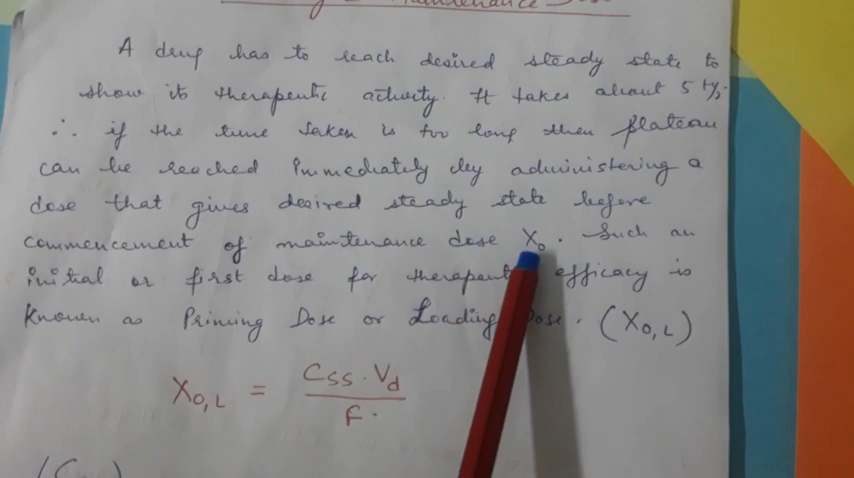 Maintenance Dose
A drug has to reach desired steady state to
show its therapeutic activity. It takes about 5 t½.
∴ if the time taken is too long then plateau
can be reached immediately by administering a
dose that gives desired steady state before
commencement of maintenance dose X₀. Such an
initial or first dose for therapeutic efficacy is
known as Priming Dose or Loading Dose. (X₀,L)
X₀,L = Css.Vd / F.